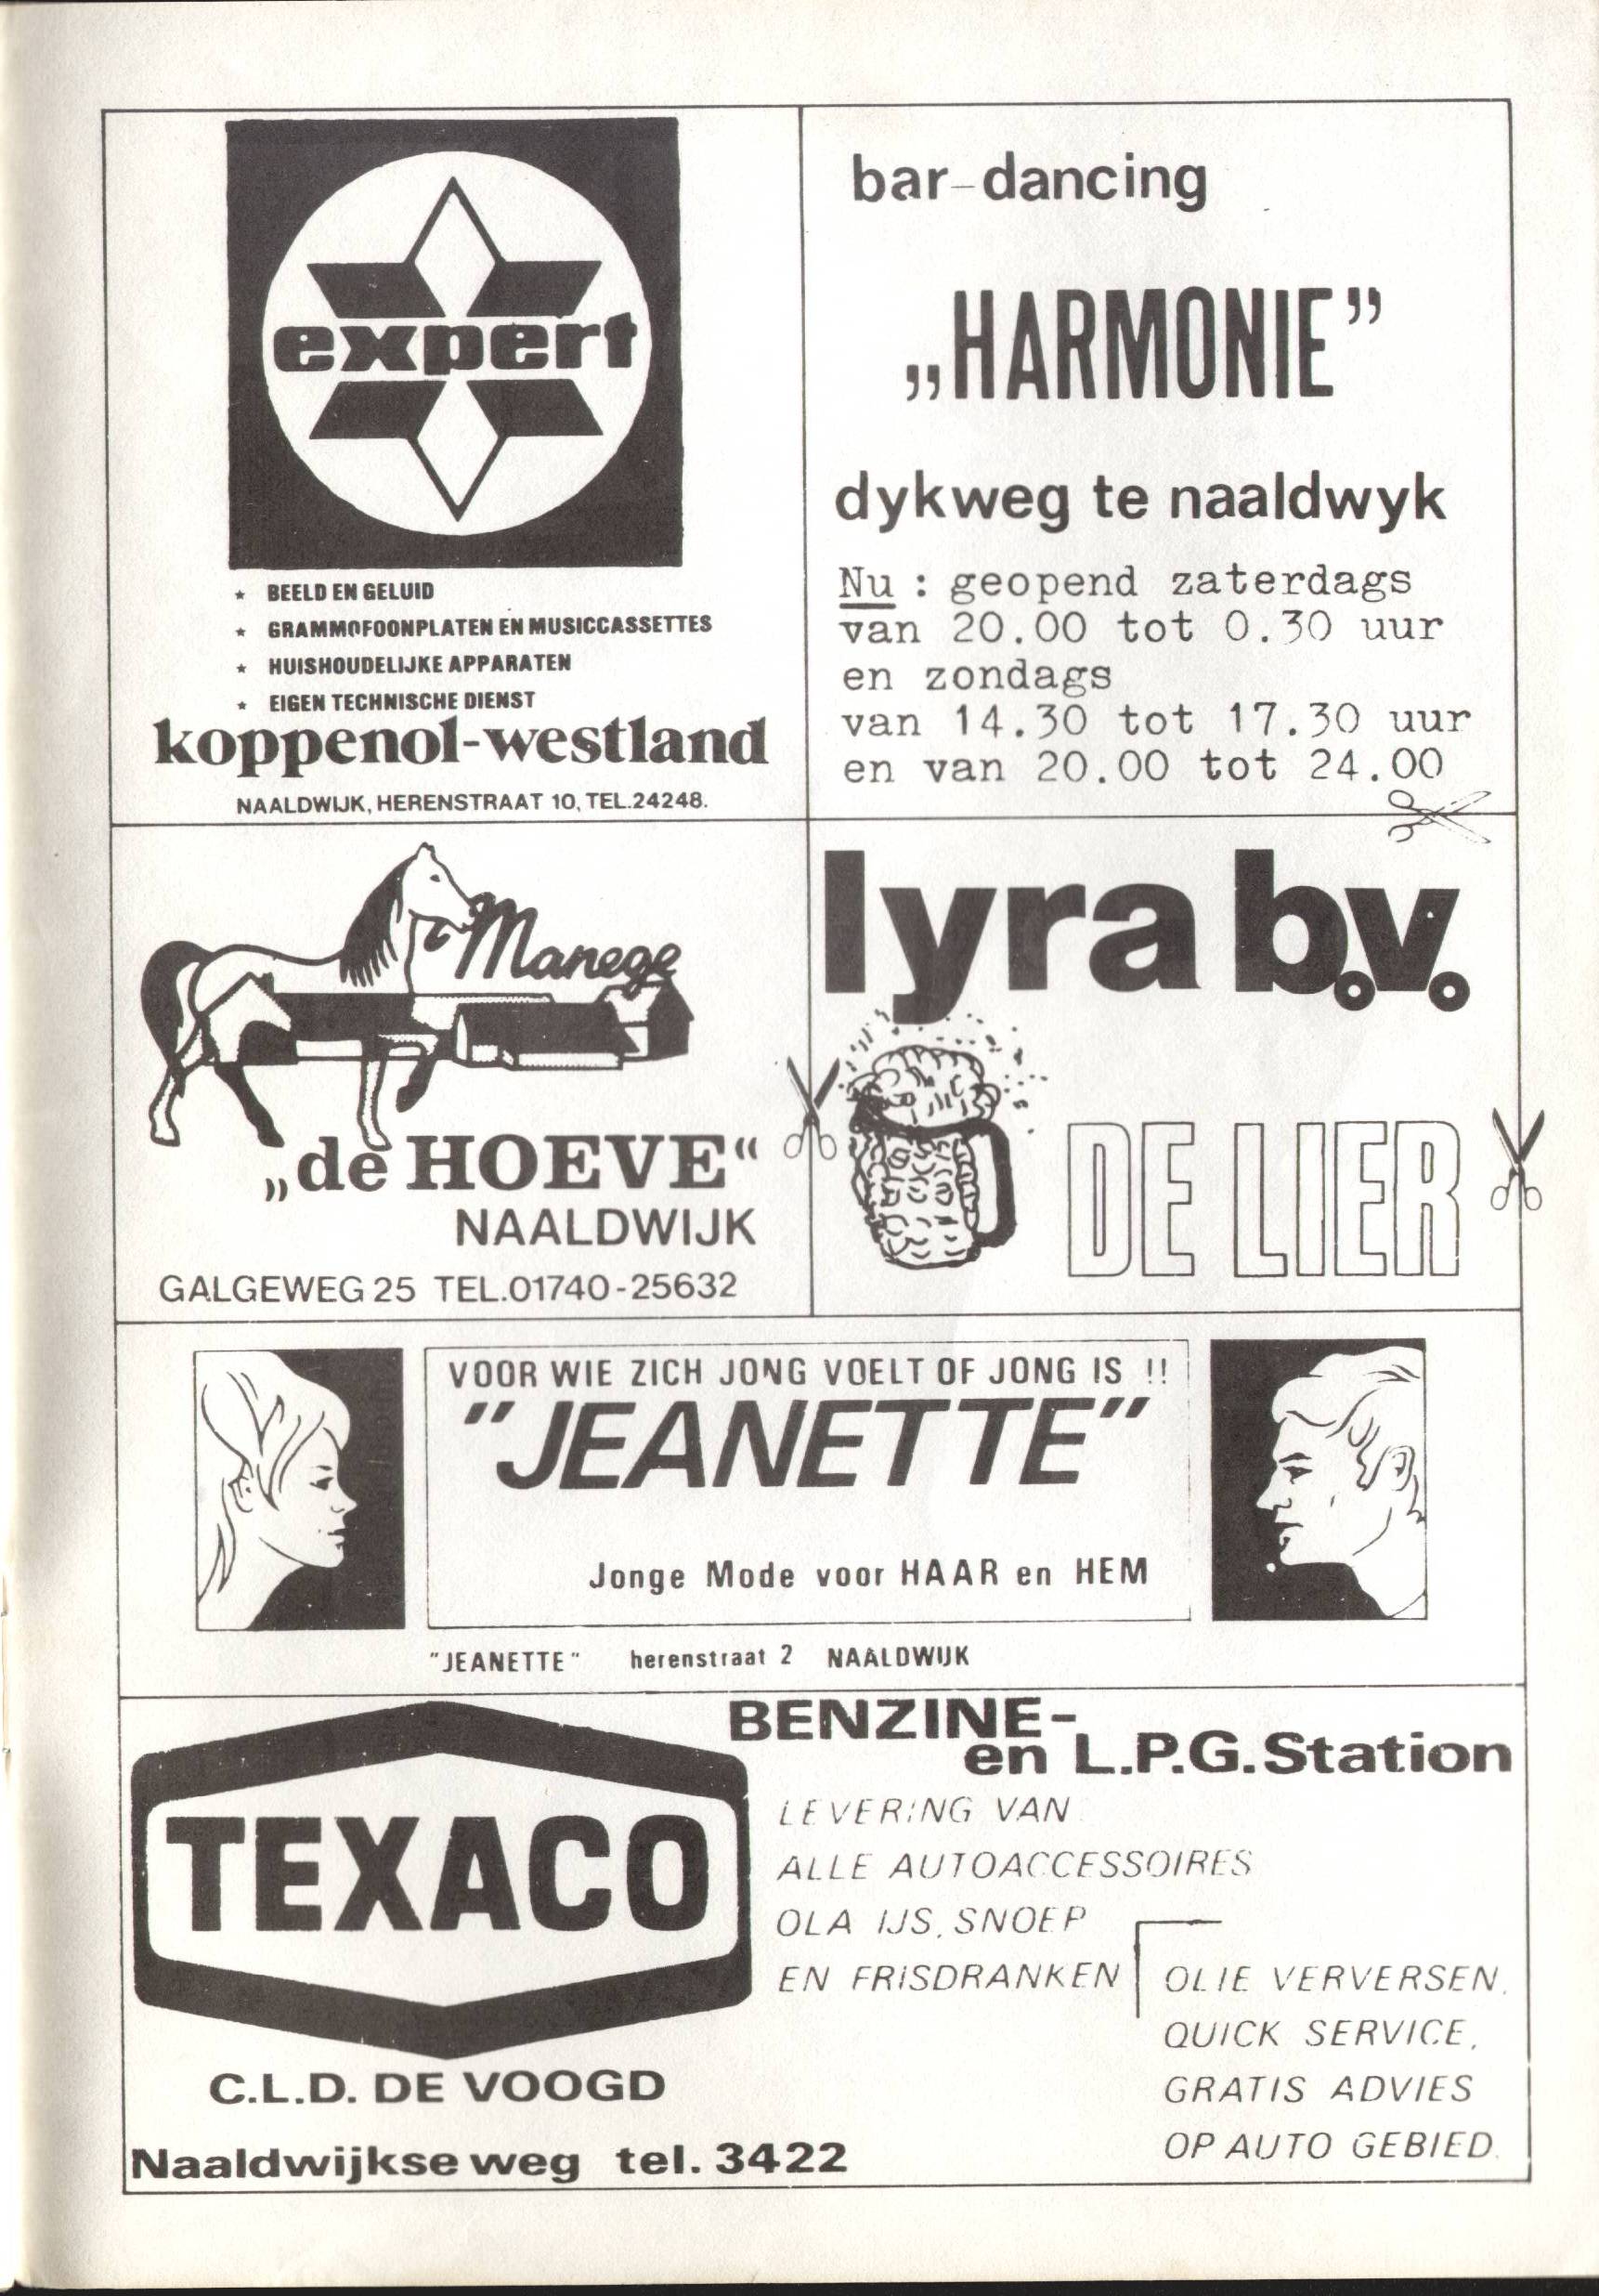 expert
★ BEELD EN GELUID
★ GRAMMOFOONPLATEN EN MUSICCASSETTES
★ HUISHOUDELIJKE APPARATEN
★ EIGEN TECHNISCHE DIENST
koppenol-westland
NAALDWIJK, HERENSTRAAT 10, TEL.24248.
bar-dancing
„HARMONIE”
dykweg te naaldwyk
Nu : geopend zaterdags
van 20.00 tot 0.30 uur
en zondags
van 14.30 tot 17.30 uur
en van 20.00 tot 24.00
Manege
„de HOEVE“
NAALDWIJK
GALGEWEG 25 TEL.01740-25632
lyra b.v.
DE LIER
VOOR WIE ZICH JONG VOELT OF JONG IS !!
"JEANETTE"
Jonge Mode voor HAAR en HEM
"JEANETTE" herenstraat 2 NAALDWIJK
TEXACO
C.L.D. DE VOOGD
Naaldwijkse weg tel. 3422
BENZINE-
en L.P.G. Station
LEVERING VAN
ALLE AUTOACCESSOIRES
OLA IJS, SNOEP
EN FRISDRANKEN
OLIE VERVERSEN,
QUICK SERVICE,
GRATIS ADVIES
OP AUTO GEBIED.